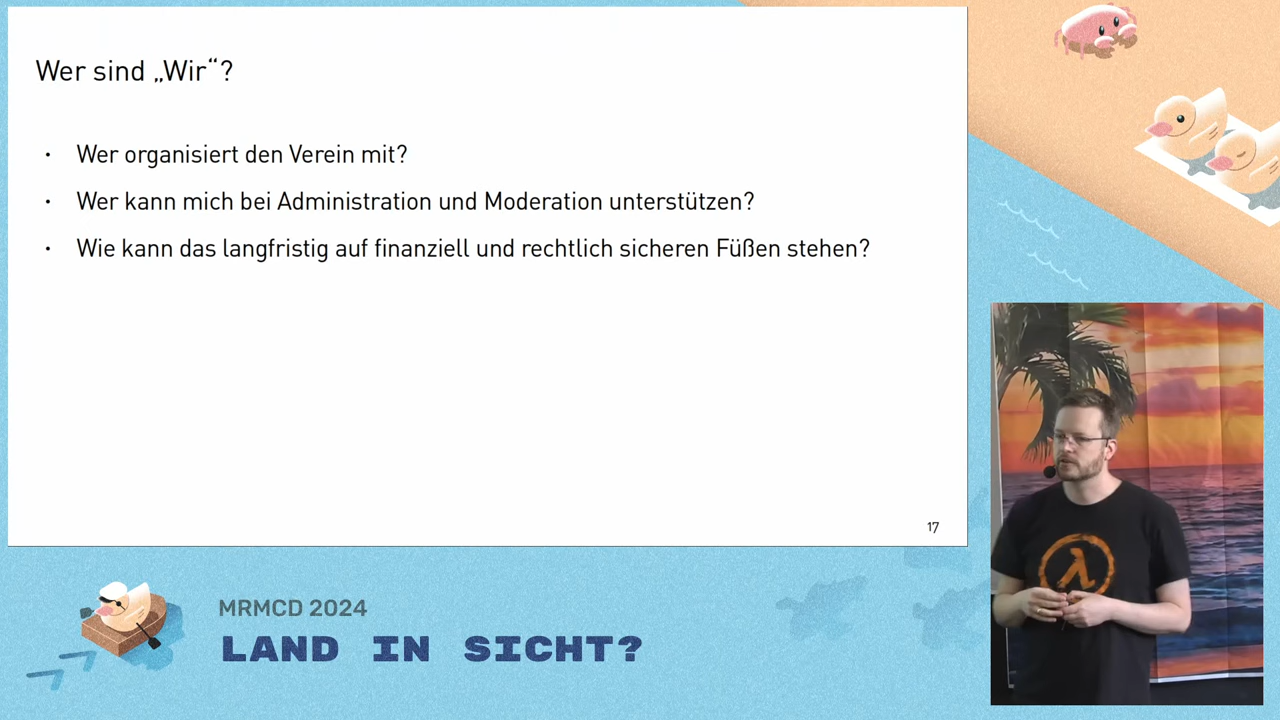 Wer sind „Wir“?
· Wer organisiert den Verein mit?
· Wer kann mich bei Administration und Moderation unterstützen?
· Wie kann das langfristig auf finanziell und rechtlich sicheren Füßen stehen?
17
MRMCD 2024
LAND IN SICHT?
λ